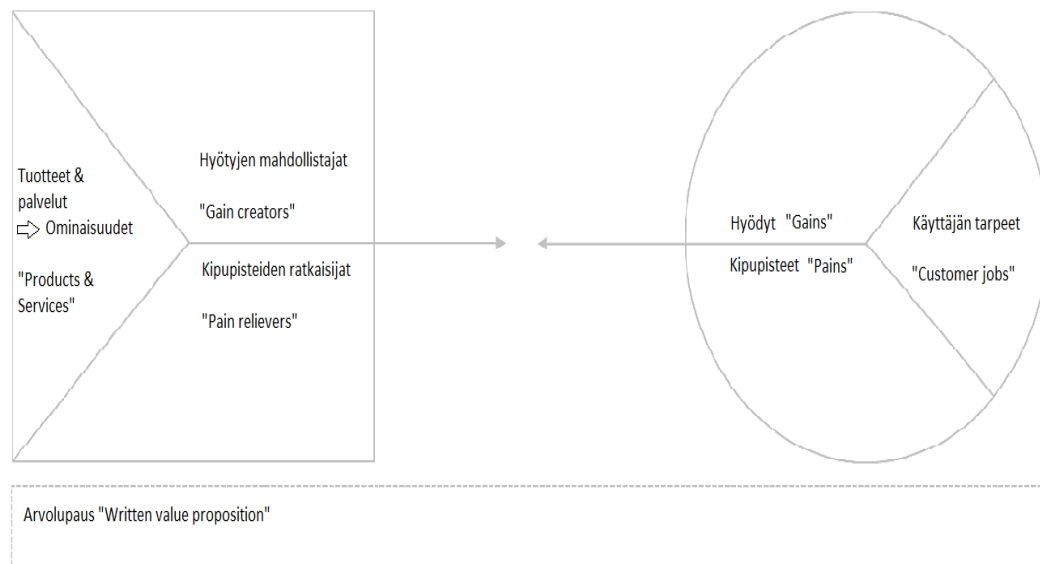 Tuotteet &
palvelut
Ominaisuudet
"Products &
Services"
Hyötyjen mahdollistajat
"Gain creators"
Kipupisteiden ratkaisijat
"Pain relievers"
Hyödyt "Gains"
Kipupisteet "Pains"
Käyttäjän tarpeet
"Customer jobs"
Arvolupaus "Written value proposition"